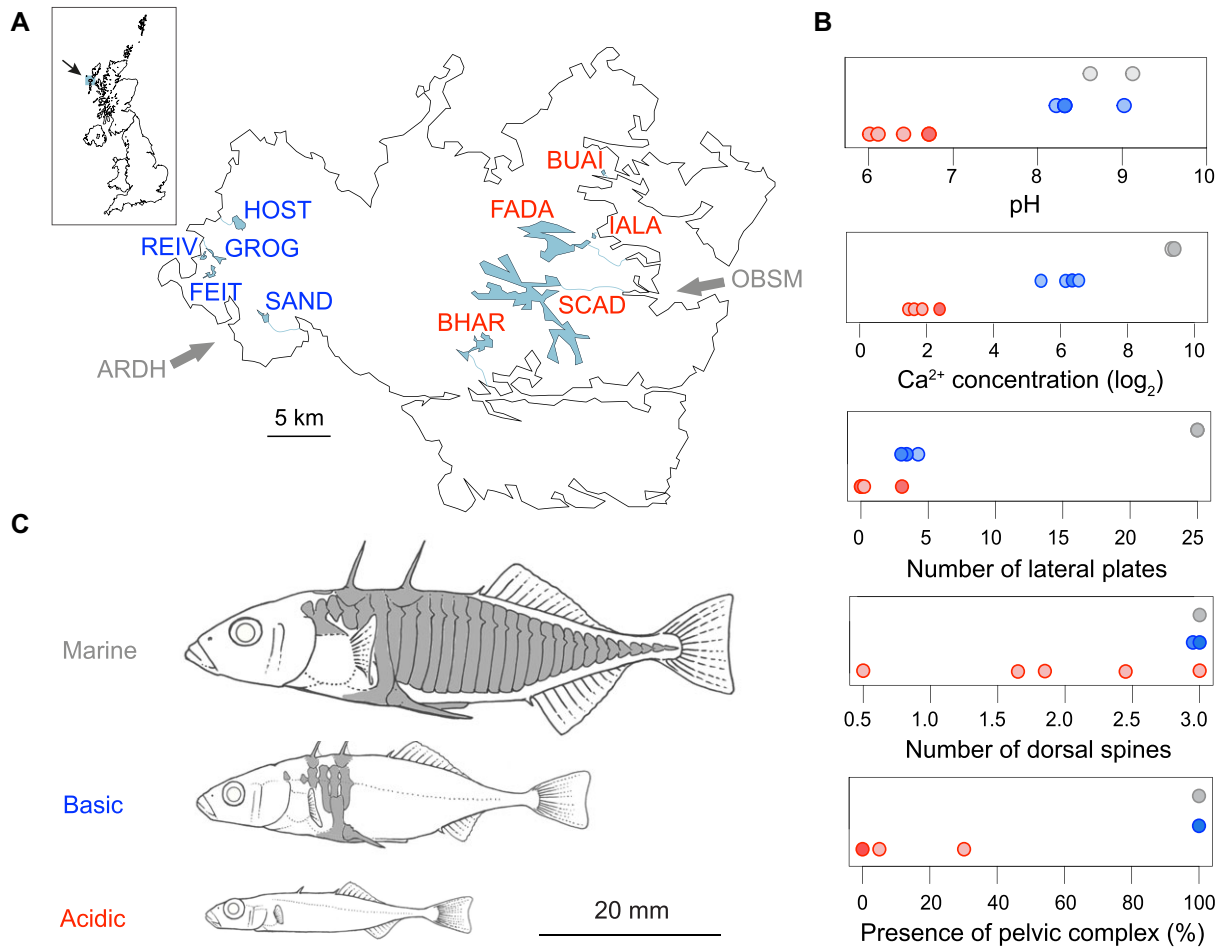 A
HOST
REIV
GROG
FEIT
SAND
ARDH
5 km
BUAI
FADA
IALA
OBSM
SCAD
BHAR
B
6 7 8 9 10
pH
0 2 4 6 8 10
Ca²⁺ concentration (log₂)
0 5 10 15 20 25
Number of lateral plates
0.5 1.0 1.5 2.0 2.5 3.0
Number of dorsal spines
0 20 40 60 80 100
Presence of pelvic complex (%)
C
Marine
Basic
Acidic
20 mm